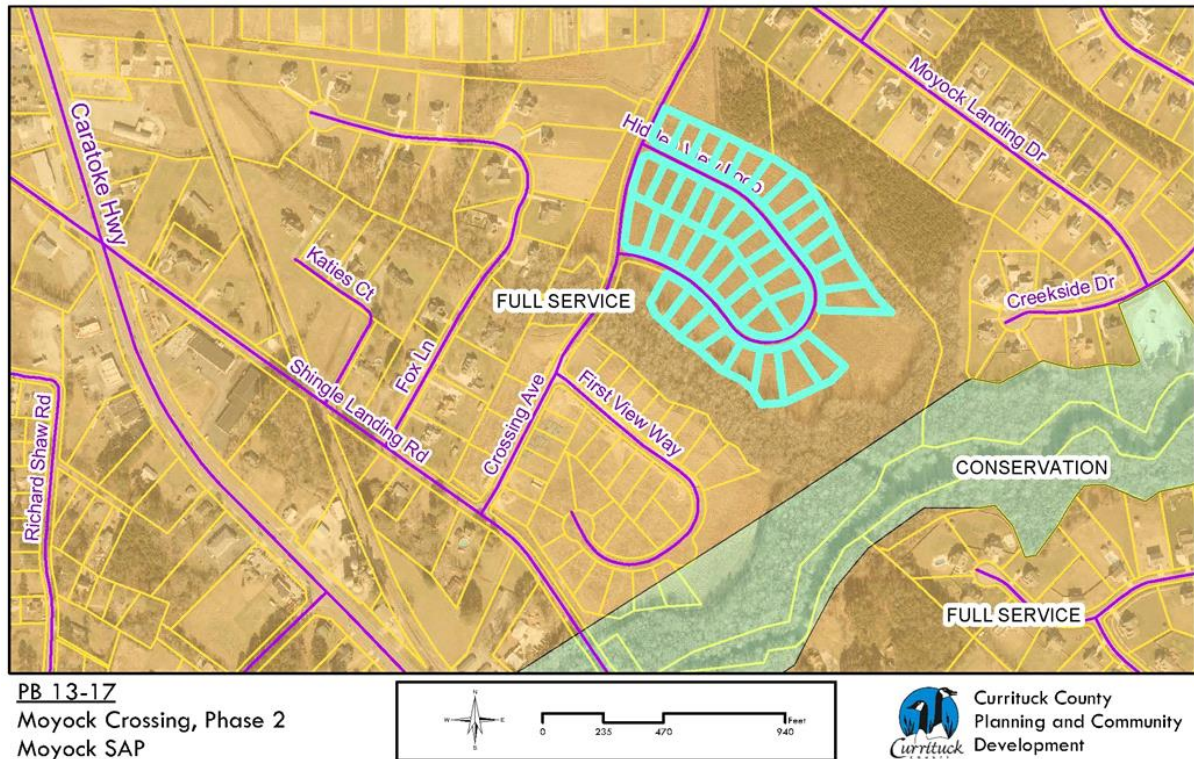 Caratoke Hwy
Moyock Landing Dr
Katies Ct
FULL SERVICE
Creekside Dr
Shingle Landing Rd
Fox Ln
Crossing Ave
First View Way
Richard Shaw Rd
CONSERVATION
FULL SERVICE
PB 13-17
Moyock Crossing, Phase 2
Moyock SAP
N
W E
S
Feet
0 235 470 940
Currituck
COUNTY
Currituck County
Planning and Community
Development